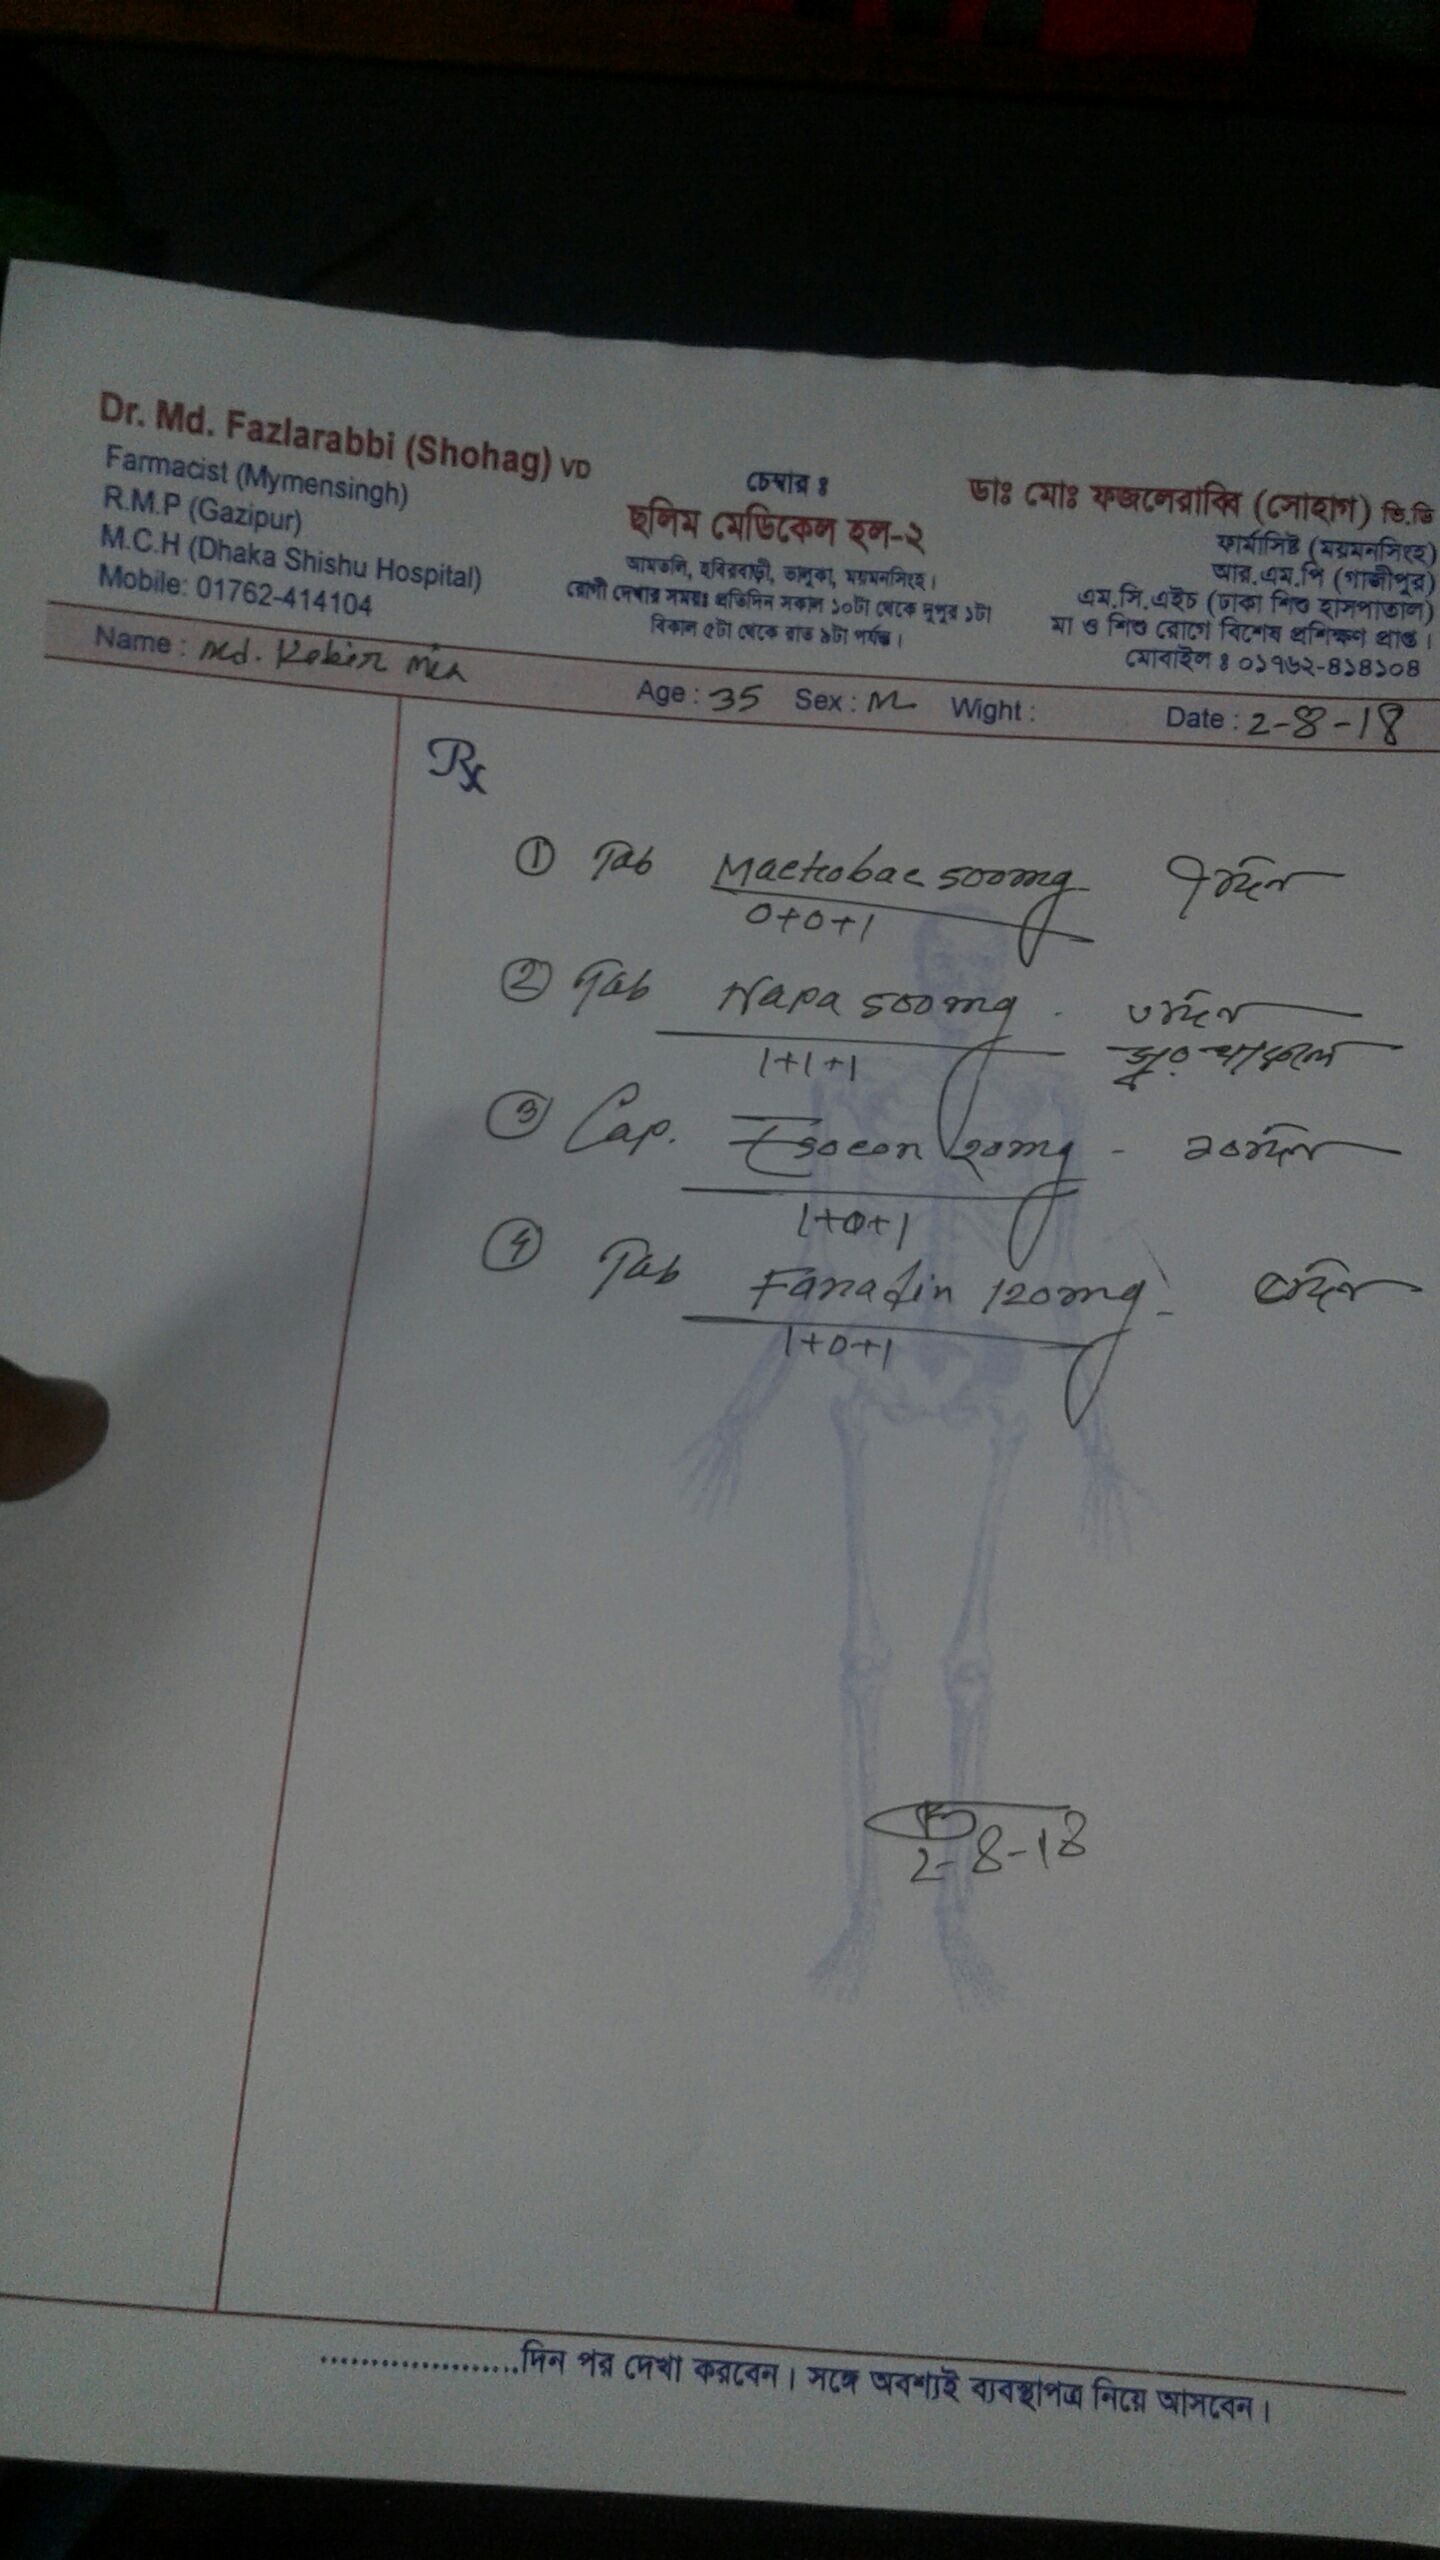 Dr. Md. Fazlarabbi (Shohag) VD
Farmacist (Mymensingh)
R.M.P (Gazipur)
M.C.H (Dhaka Shishu Hospital)
Mobile: 01762-414104
চেম্বার ঃ
ছলিম মেডিকেল হল-২
আমতলি, হবিরবাড়ী, ভালুকা, ময়মনসিংহ।
রোগী দেখার সময়ঃ প্রতিদিন সকাল ১০টা থেকে দুপুর ১টা
বিকাল ৫টা থেকে রাত ৯টা পর্যন্ত।
ডাঃ মোঃ ফজলেরাব্বি (সোহাগ) ভি.ডি
ফার্মাসিষ্ট (ময়মনসিংহ)
আর.এম.পি (গাজীপুর)
এম.সি.এইচ (ঢাকা শিশু হাসপাতাল)
মা ও শিশু রোগে বিশেষ প্রশিক্ষণ প্রাপ্ত।
মোবাইল ঃ ০১৭৬২-৪১৪১০৪
Name : Md. Kabir Mia
Age : 35 Sex : M Wight : Date : 2-8-18
Rx
① Tab Mactrobac 500mg ৭দিন
0+0+1
② Tab Napa 500mg - ৩দিন
1+1+1 জ্বর থাকলে
③ Cap. Esocon 20mg - ১০দিন
1+0+1
④ Tab Fanadin 120mg - ৫দিন
1+0+1
2-8-18
....................দিন পর দেখা করবেন। সঙ্গে অবশ্যই ব্যবস্থাপত্র নিয়ে আসবেন।